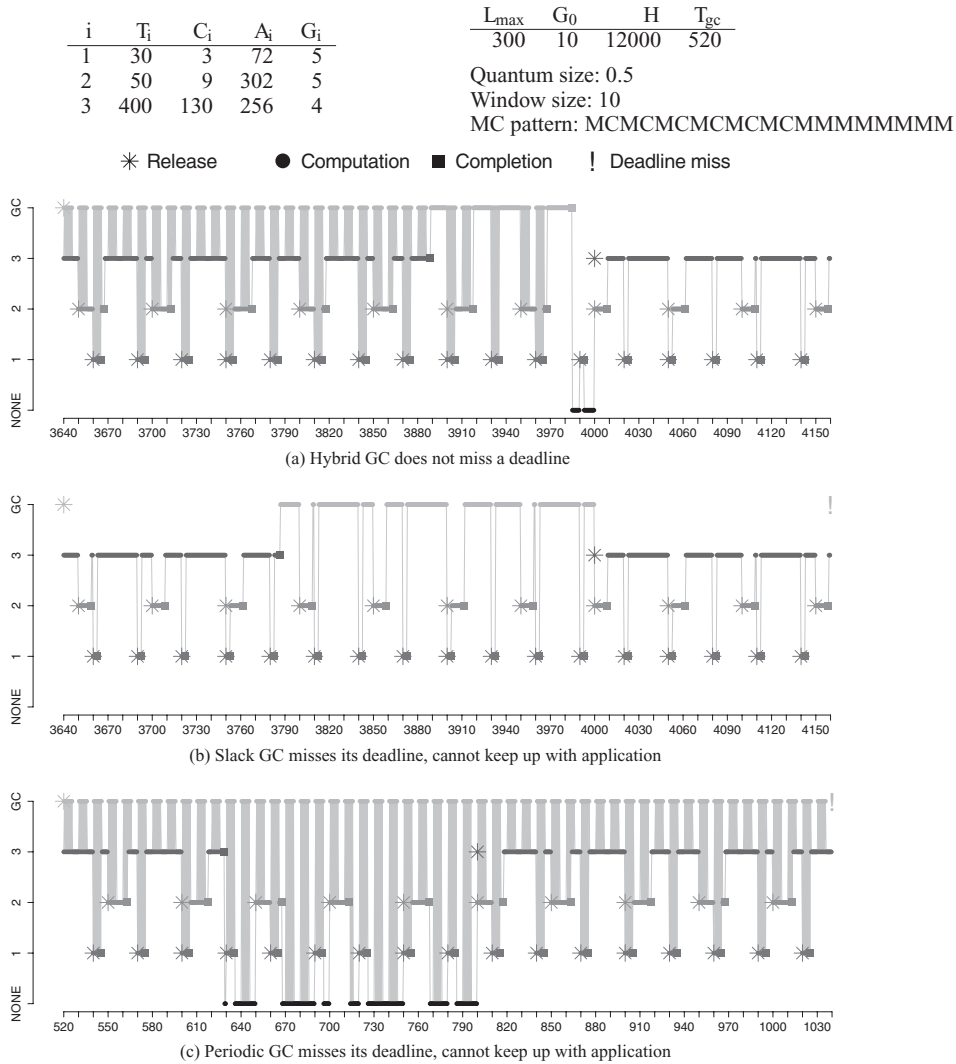 i T_i C_i A_i G_i
1 30 3 72 5
2 50 9 302 5
3 400 130 256 4
L_max G_0 H T_gc
300 10 12000 520
Quantum size: 0.5
Window size: 10
MC pattern: MCMCMCMCMCMCMMMMMMMM
Release Computation Completion ! Deadline miss
GC
3
2
1
NONE
3640 3670 3700 3730 3760 3790 3820 3850 3880 3910 3940 3970 4000 4030 4060 4090 4120 4150
(a) Hybrid GC does not miss a deadline
GC !
3
2
1
NONE
3640 3670 3700 3730 3760 3790 3820 3850 3880 3910 3940 3970 4000 4030 4060 4090 4120 4150
(b) Slack GC misses its deadline, cannot keep up with application
GC !
3
2
1
NONE
520 550 580 610 640 670 700 730 760 790 820 850 880 910 940 970 1000 1030
(c) Periodic GC misses its deadline, cannot keep up with application